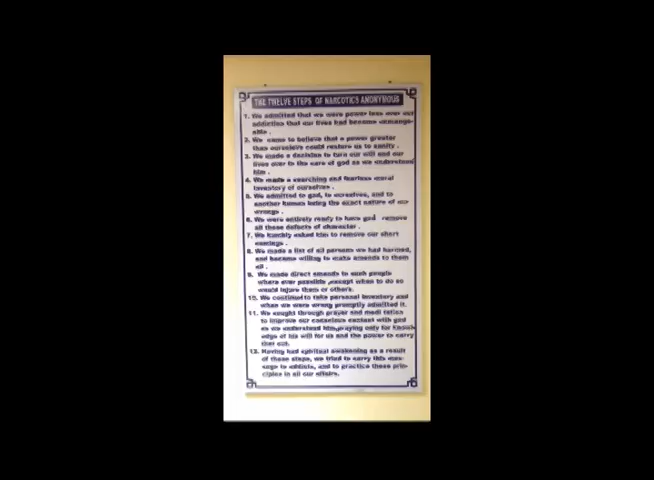 THE TWELVE STEPS OF NARCOTICS ANONYMOUS
1. We admitted that we were power less over our
addiction that our lives had become unmange-
able .
2. We came to believe that a power greater
than ourselves could restore us to sanity .
3. We made a decision to turn our will and our
lives over to the care of god as we understood
him .
4. We made a searching and fearless moral
inventory of ourselves .
5. We admitted to god, to ourselves, and to
another human being the exact nature of our
wrongs .
6. We were entirely ready to have god remove
all these defects of character .
7. We humbly asked him to remove our short
comings .
8. We made a list of all persons we had harmed,
and became willing to make amends to them
all .
9. We made direct amends to such people
where ever possible ,except when to do so
would injure them or others.
10. We continued to take personal inventory and
when we were wrong promptly admitted it.
11. We sought through prayer and medi tation
to improve our conscious contact with god
as we understood him,praying only for knowl-
edge of his will for us and the power to carry
that out.
12. Having had spiritual awakening as a result
of these steps, we tried to carry this mes-
sage to addicts, and to practice these prin-
ciples in all our affairs.